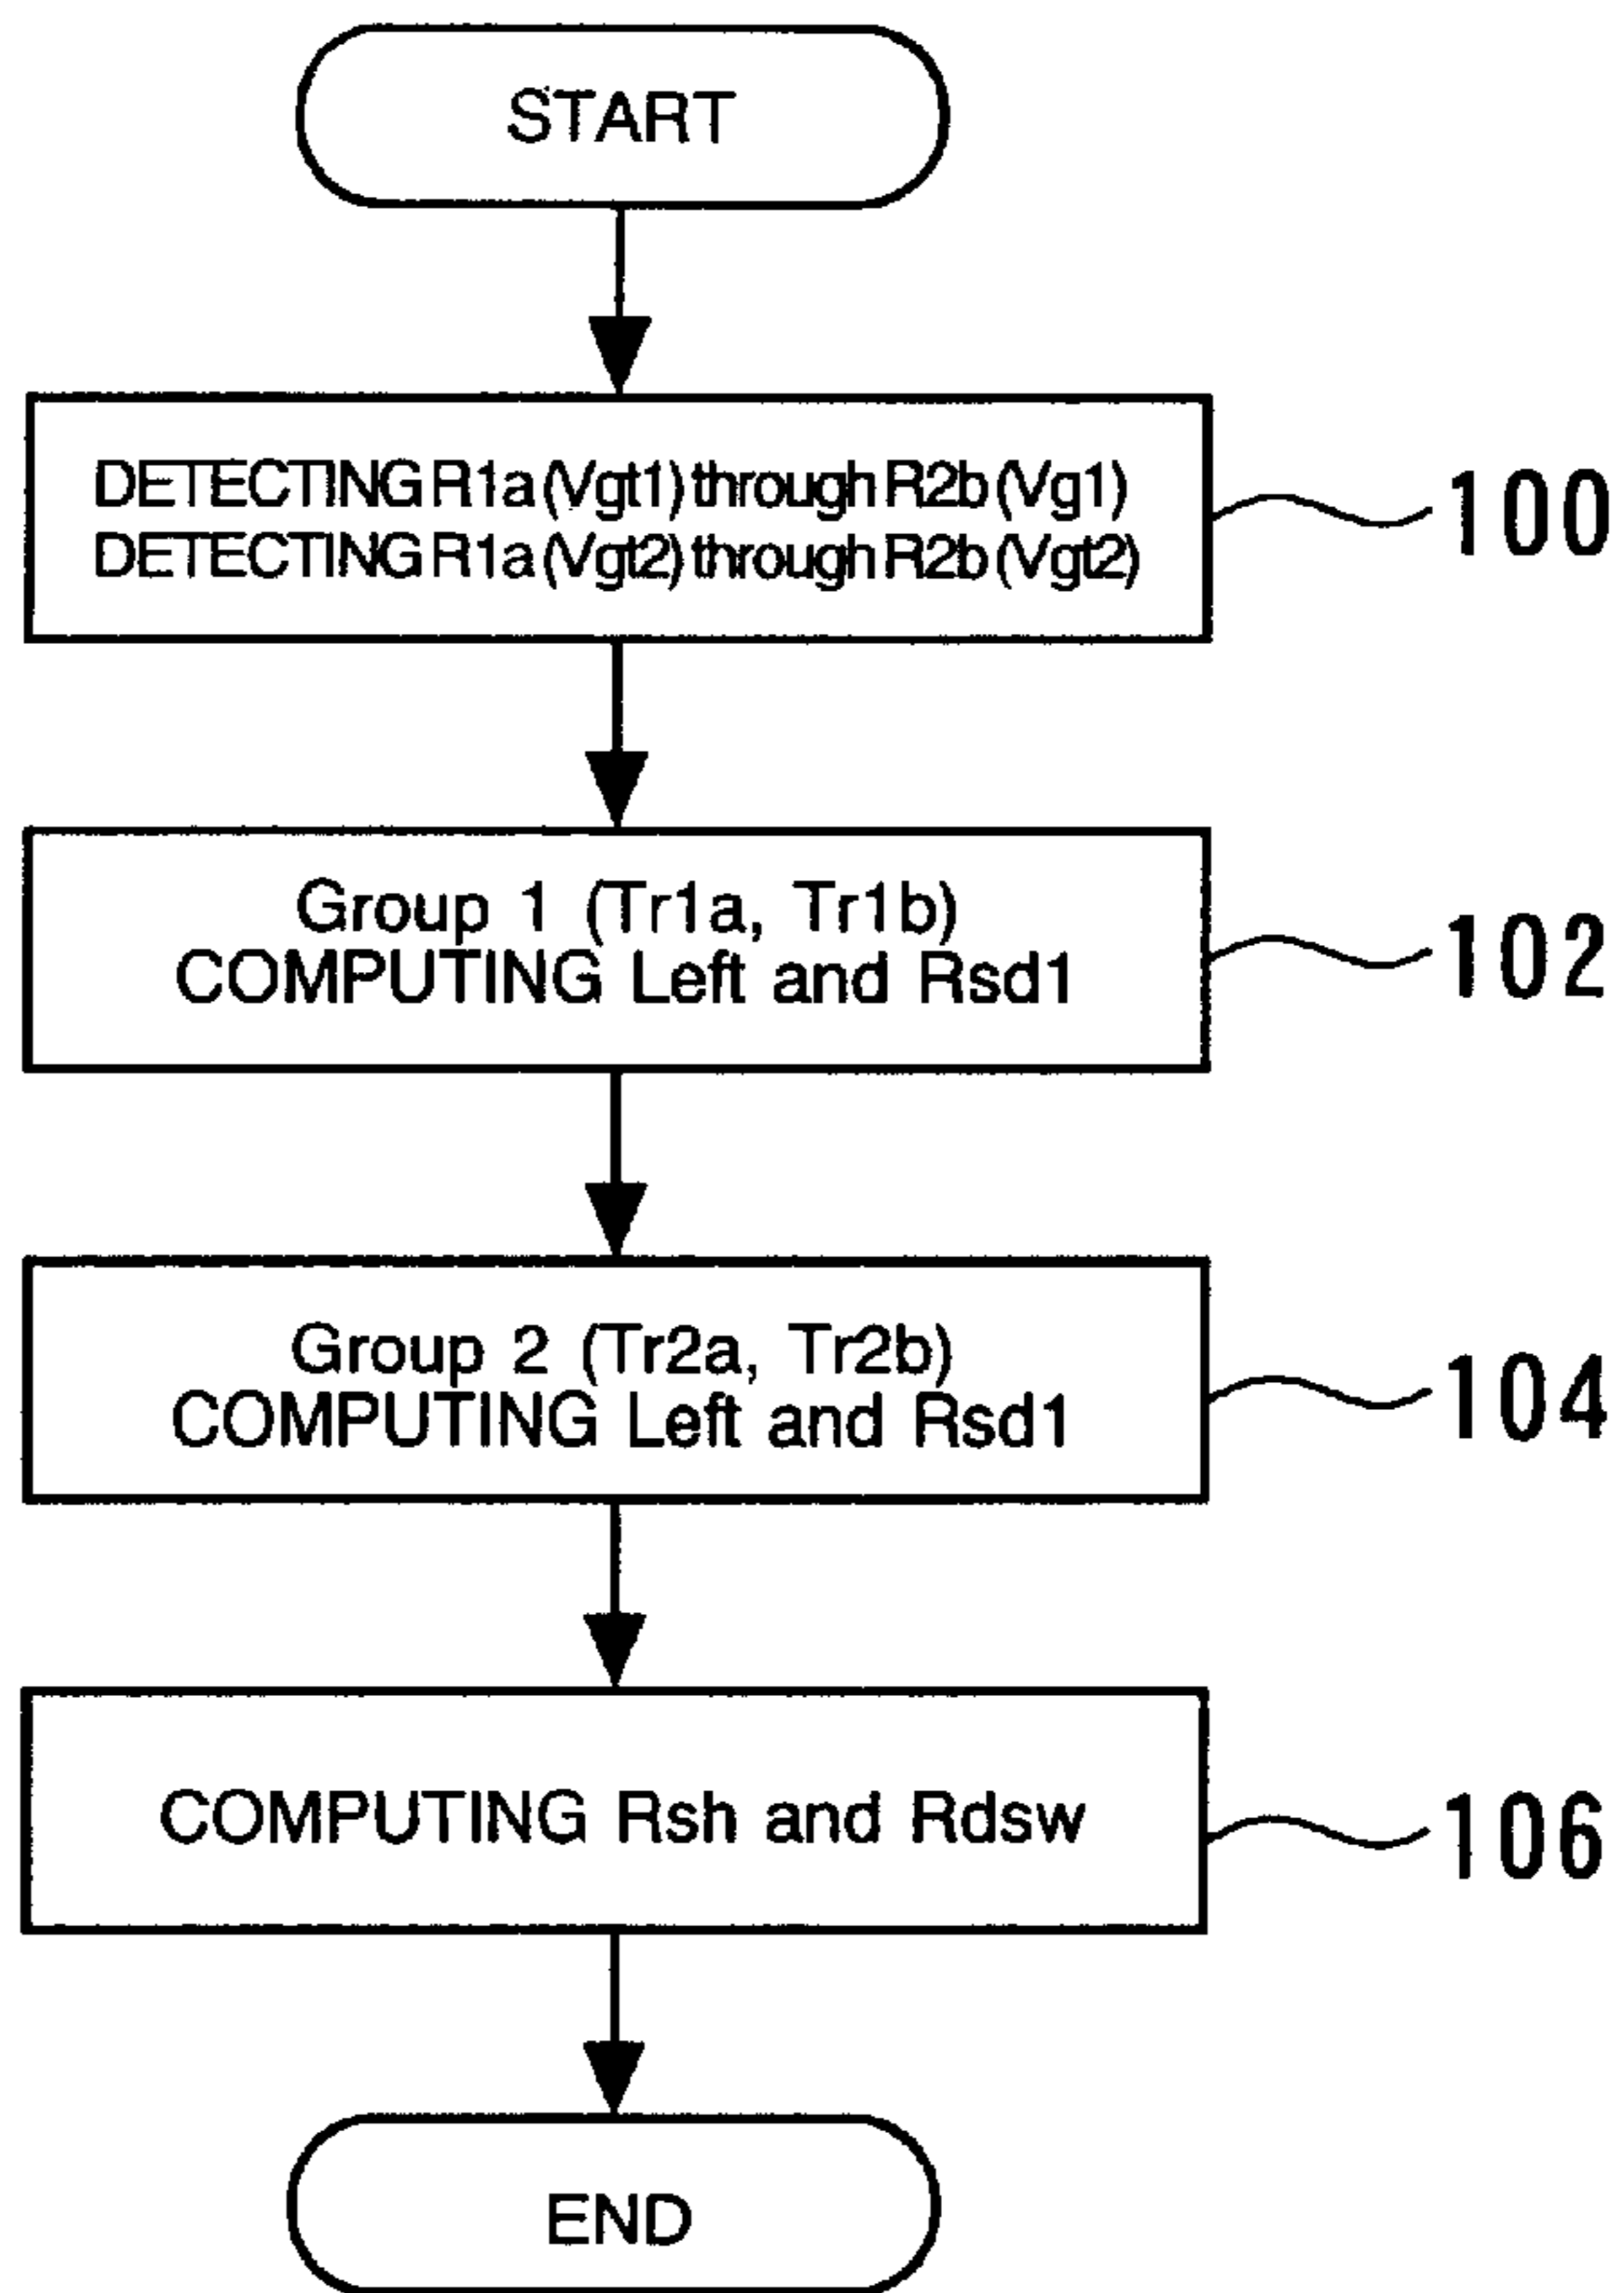 START
DETECTING R1a (Vgt1) through R2b (Vg1)
DETECTING R1a (Vgt2) through R2b (Vgt2)
100
Group 1 (Tr1a, Tr1b)
COMPUTING Left and Rsd1
102
Group 2 (Tr2a, Tr2b)
COMPUTING Left and Rsd1
104
COMPUTING Rsh and Rdsw
106
END